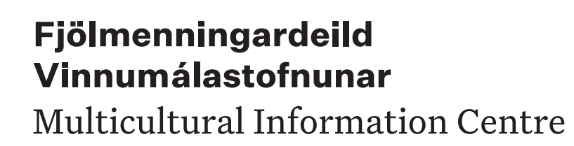 Fjölmenningardeild
Vinnumálastofnunar
Multicultural Information Centre